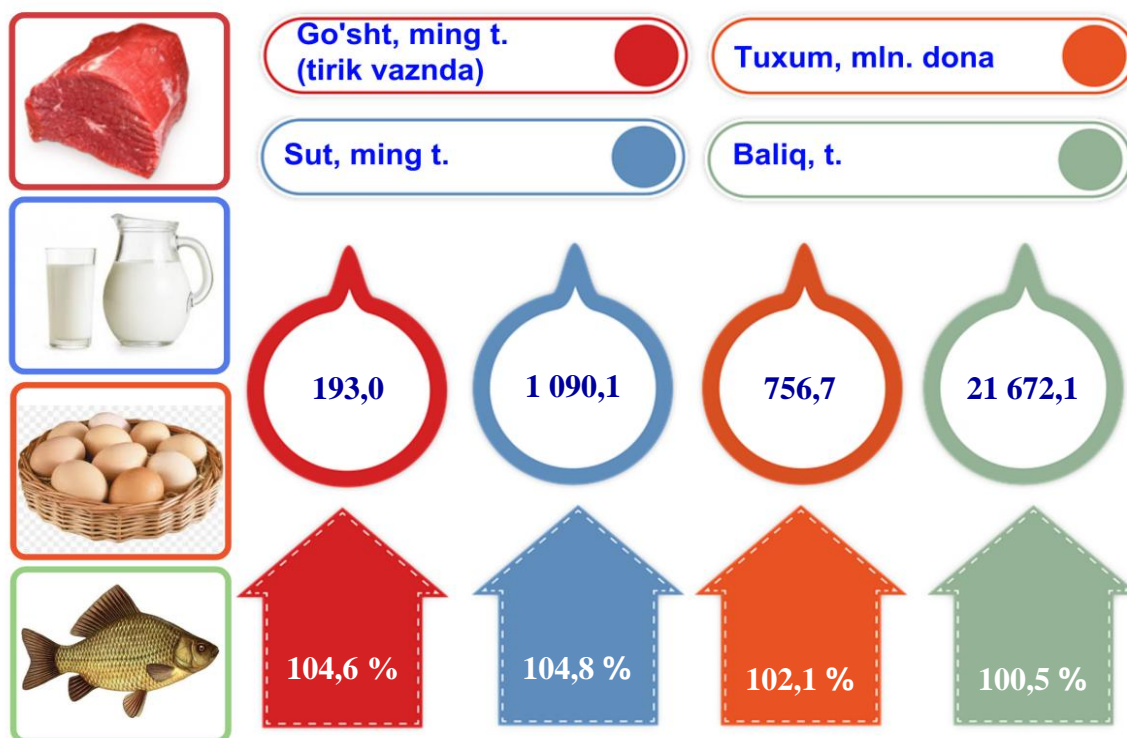 Go'sht, ming t.
(tirik vaznda)
Tuxum, mln. dona
Sut, ming t.
Baliq, t.
193,0
1 090,1
756,7
21 672,1
104,6 %
104,8 %
102,1 %
100,5 %